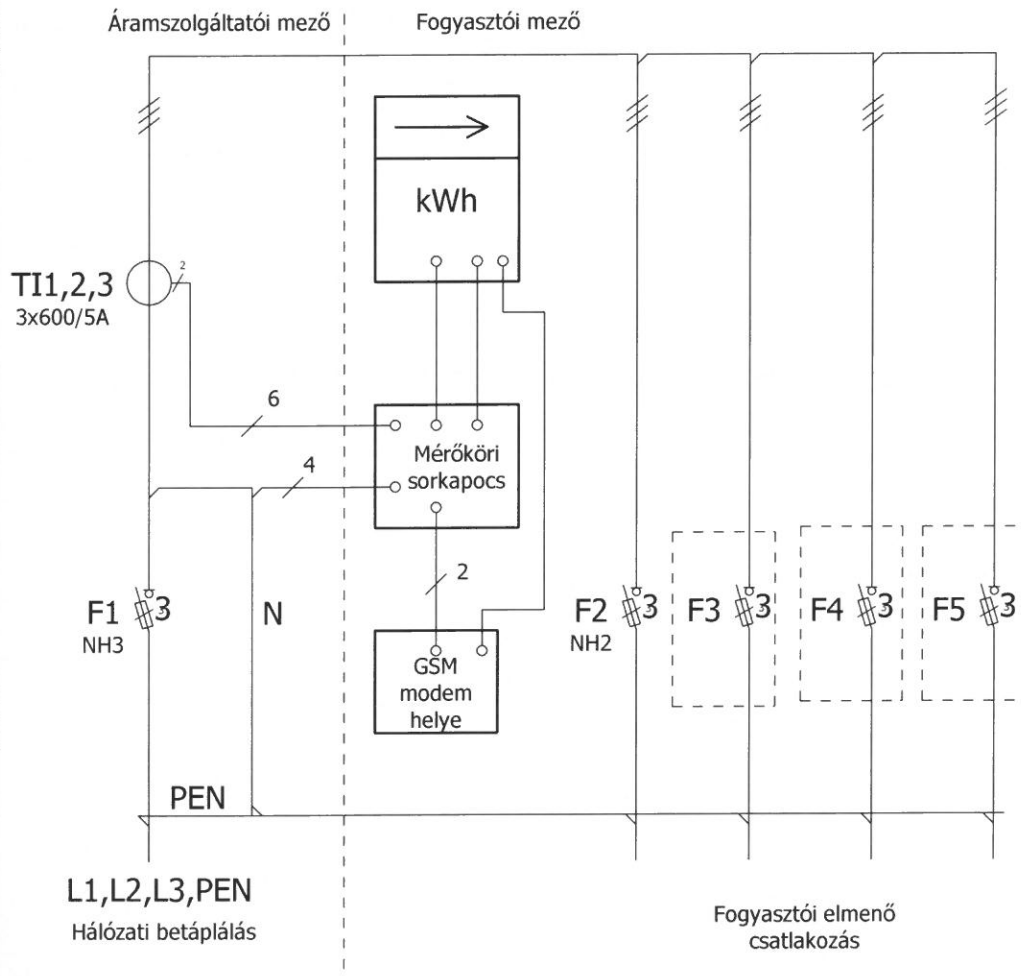 Áramszolgáltatói mező
Fogyasztói mező
kWh
TI1,2,3
3x600/5A
2
6
4
Mérőköri
sorkapocs
2
F1
NH3
3
N
F2
NH2
3
F3
3
F4
3
F5
3
GSM
modem
helye
PEN
L1,L2,L3,PEN
Hálózati betáplálás
Fogyasztói elmenő
csatlakozás